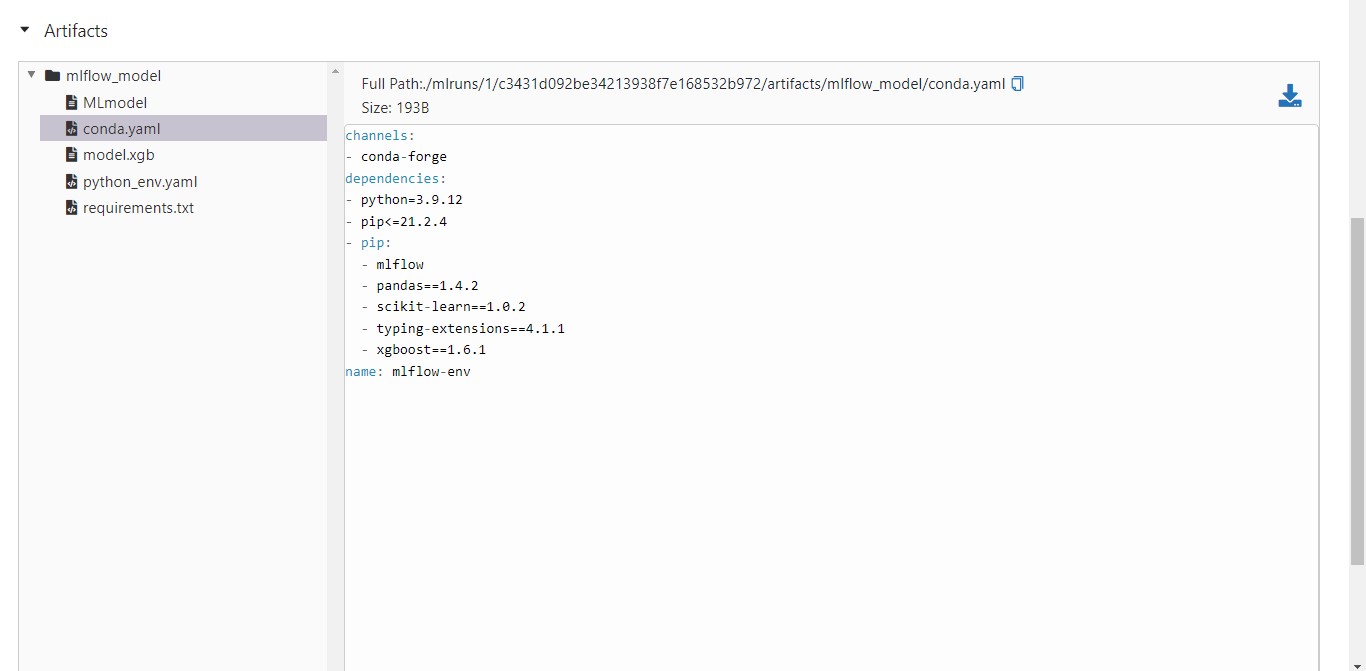 Artifacts
mlflow_model
MLmodel
conda.yaml
model.xgb
python_env.yaml
requirements.txt
Full Path:./mlruns/1/c3431d092be34213938f7e168532b972/artifacts/mlflow_model/conda.yaml
Size: 193B
channels:
- conda-forge
dependencies:
- python=3.9.12
- pip<=21.2.4
- pip:
  - mlflow
  - pandas==1.4.2
  - scikit-learn==1.0.2
  - typing-extensions==4.1.1
  - xgboost==1.6.1
name: mlflow-env